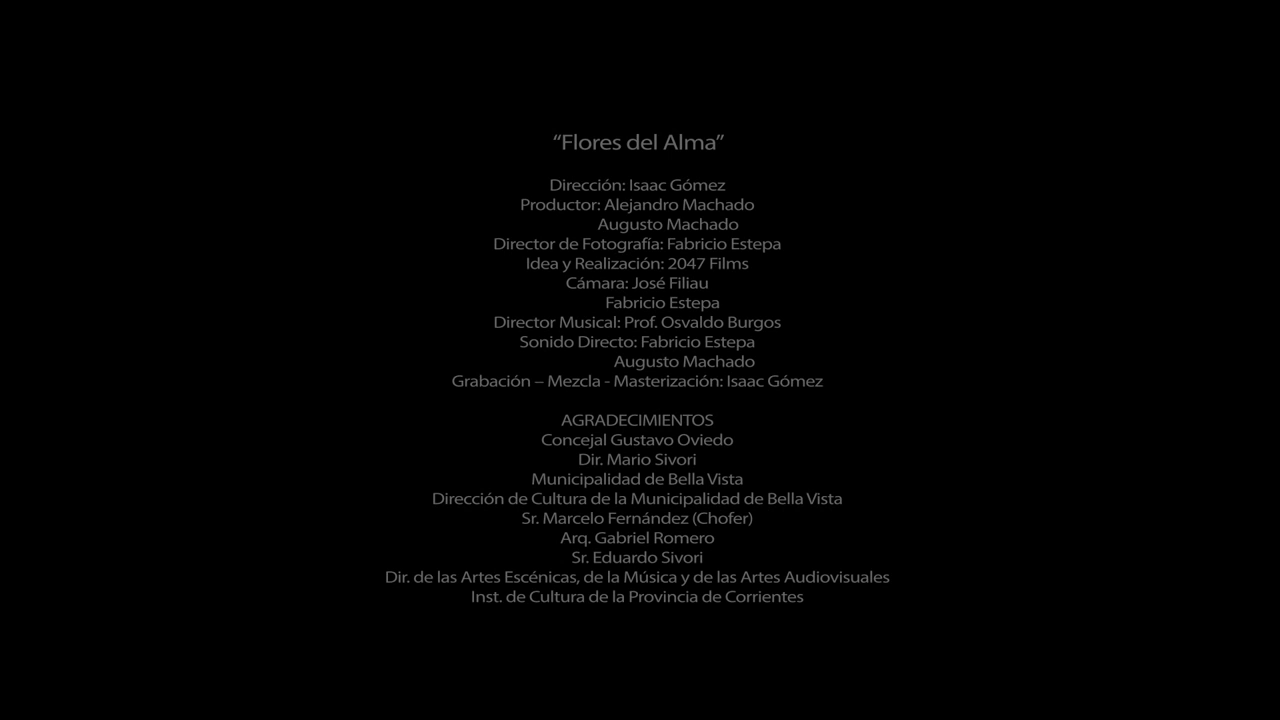 “Flores del Alma”
Dirección: Isaac Gómez
Productor: Alejandro Machado
Augusto Machado
Director de Fotografía: Fabricio Estepa
Idea y Realización: 2047 Films
Cámara: José Filiau
Fabricio Estepa
Director Musical: Prof. Osvaldo Burgos
Sonido Directo: Fabricio Estepa
Augusto Machado
Grabación – Mezcla - Masterización: Isaac Gómez
AGRADECIMIENTOS
Concejal Gustavo Oviedo
Dir. Mario Sivori
Municipalidad de Bella Vista
Dirección de Cultura de la Municipalidad de Bella Vista
Sr. Marcelo Fernández (Chofer)
Arq. Gabriel Romero
Sr. Eduardo Sivori
Dir. de las Artes Escénicas, de la Música y de las Artes Audiovisuales
Inst. de Cultura de la Provincia de Corrientes